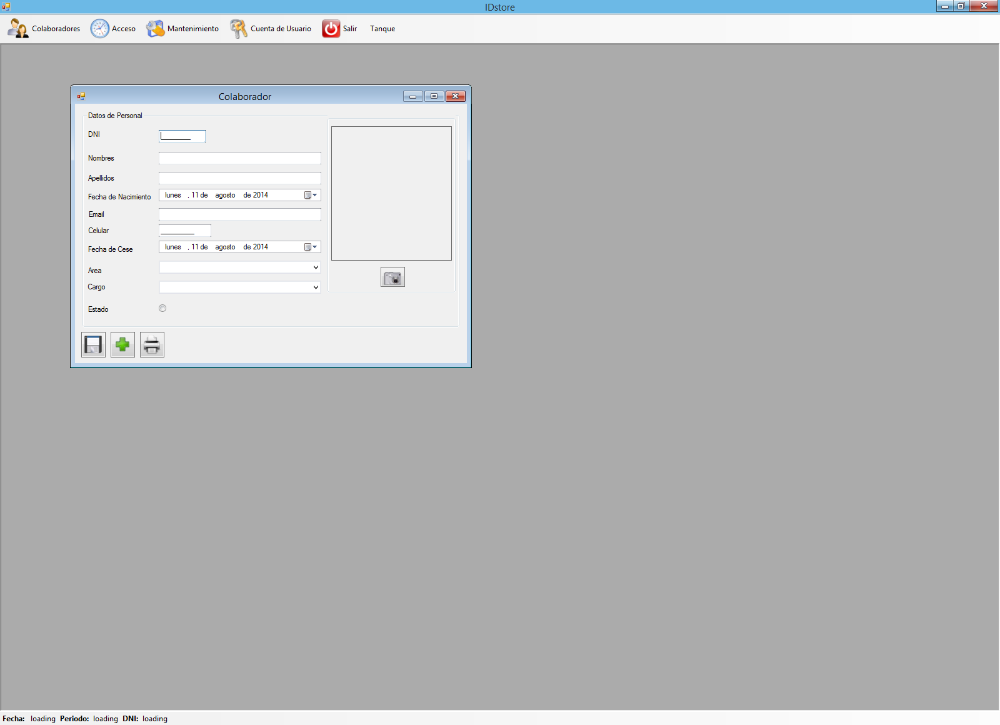 IDstore
Colaboradores Acceso Mantenimiento Cuenta de Usuario Salir Tanque
Colaborador
Datos de Personal
DNI
Nombres
Apellidos
Fecha de Nacimiento lunes , 11 de agosto de 2014
Email
Celular
Fecha de Cese lunes , 11 de agosto de 2014
Area
Cargo
Estado
Fecha: loading Periodo: loading DNI: loading